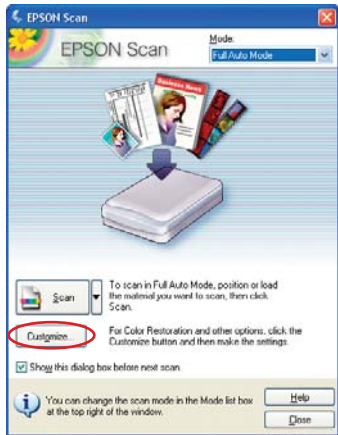 EPSON Scan
EPSON Scan
Mode:
Full Auto Mode
Business News
Scan
To scan in Full Auto Mode, position or load
the material you want to scan, then click
Scan.
Customize...
For Color Restoration and other options, click the
Customize button and then make the settings.
Show this dialog box before next scan.
You can change the scan mode in the Mode list box
at the top right of the window.
Help
Close